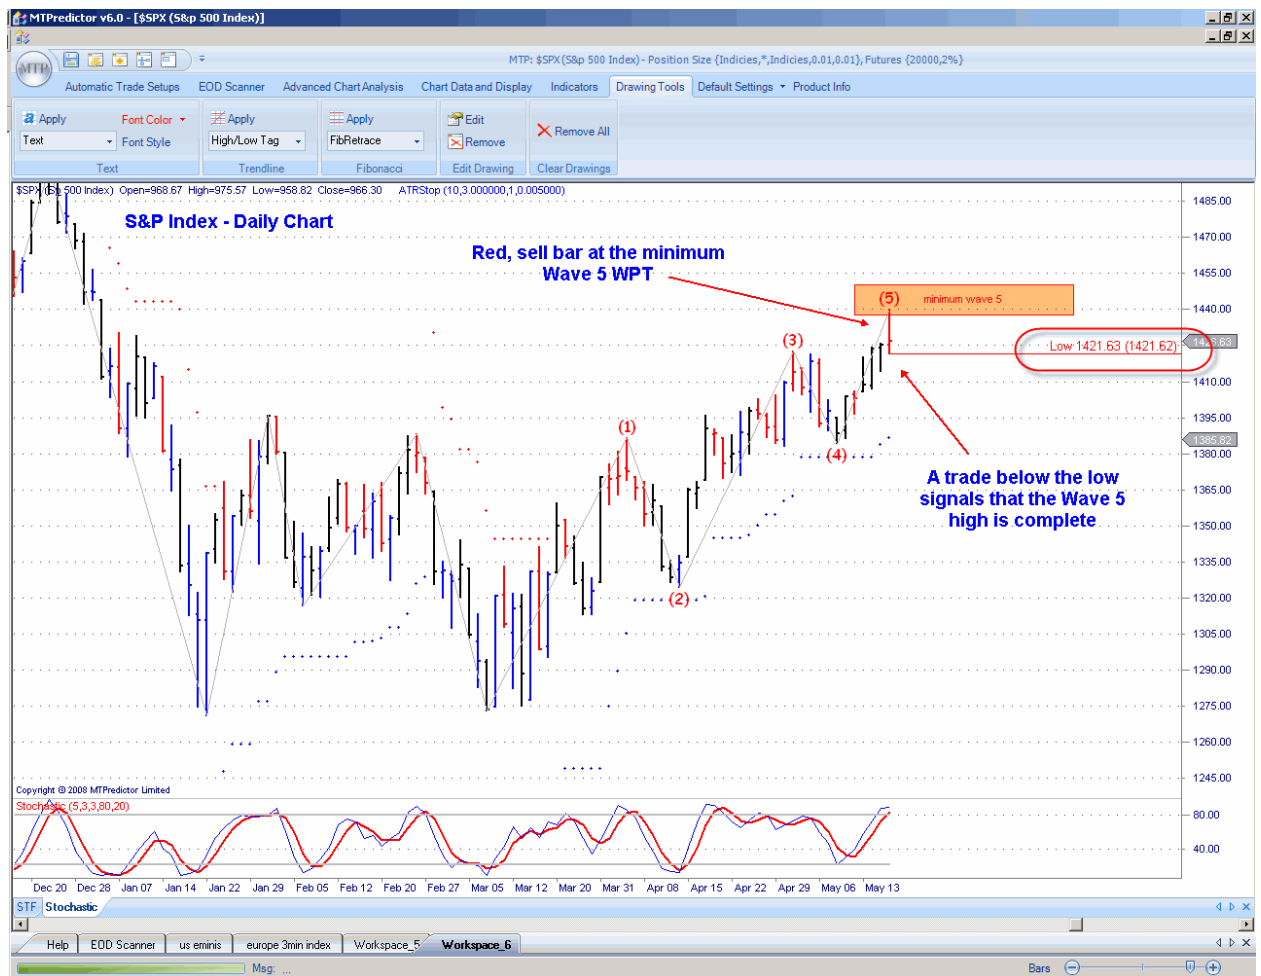 MTPredictor v6.0 - [$SPX (S&p 500 Index)]
MTP
MTP: $SPX(S&p 500 Index) - Position Size {Indicies,*,Indicies,0.01,0.01}, Futures {20000,2%}
Automatic Trade Setups EOD Scanner Advanced Chart Analysis Chart Data and Display Indicators Drawing Tools Default Settings Product Info
a Apply Font Color Apply Apply Edit
Remove All
Text Font Style High/Low Tag FibRetrace Remove
Text Trendline Fibonacci Edit Drawing Clear Drawings
500 Index) Open=968.67 High=975.57 Low=958.82 Close=966.30 ATRStop (10,3.000000,1,0.005000)
S&P Index - Daily Chart
Red, sell bar at the minimum
Wave 5 WPT
(5) minimum wave 5
Low 1421.63 (1421.62)
(3)
(1)
(4)
(2)
A trade below the low
signals that the Wave 5
high is complete
1485.00
1470.00
1455.00
1440.00
1410.00
1395.00
1385.82
1380.00
1365.00
1350.00
1335.00
1320.00
1305.00
1290.00
1275.00
1260.00
1245.00
Copyright @ 2008 MTPredictor Limited
Stochastic (5,3,3,80,20)
80.00
40.00
Dec 20 Dec 28 Jan 07 Jan 14 Jan 22 Jan 29 Feb 05 Feb 12 Feb 20 Feb 27 Mar 05 Mar 12 Mar 20 Mar 31 Apr 08 Apr 15 Apr 22 Apr 29 May 06 May 13
STF Stochastic
Help EOD Scanner us eminis europe 3min index Workspace_5 Workspace_6
Msg: ... Bars